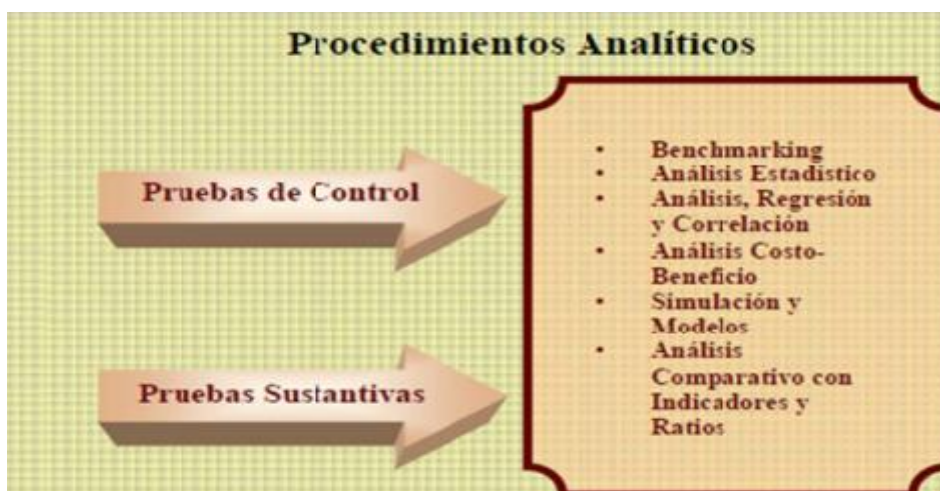 Procedimientos Analíticos
Pruebas de Control
Pruebas Sustantivas
• Benchmarking
• Análisis Estadístico
• Análisis, Regresión
y Correlación
• Análisis Costo-
Beneficio
• Simulación y
Modelos
• Análisis
Comparativo con
Indicadores y
Ratios